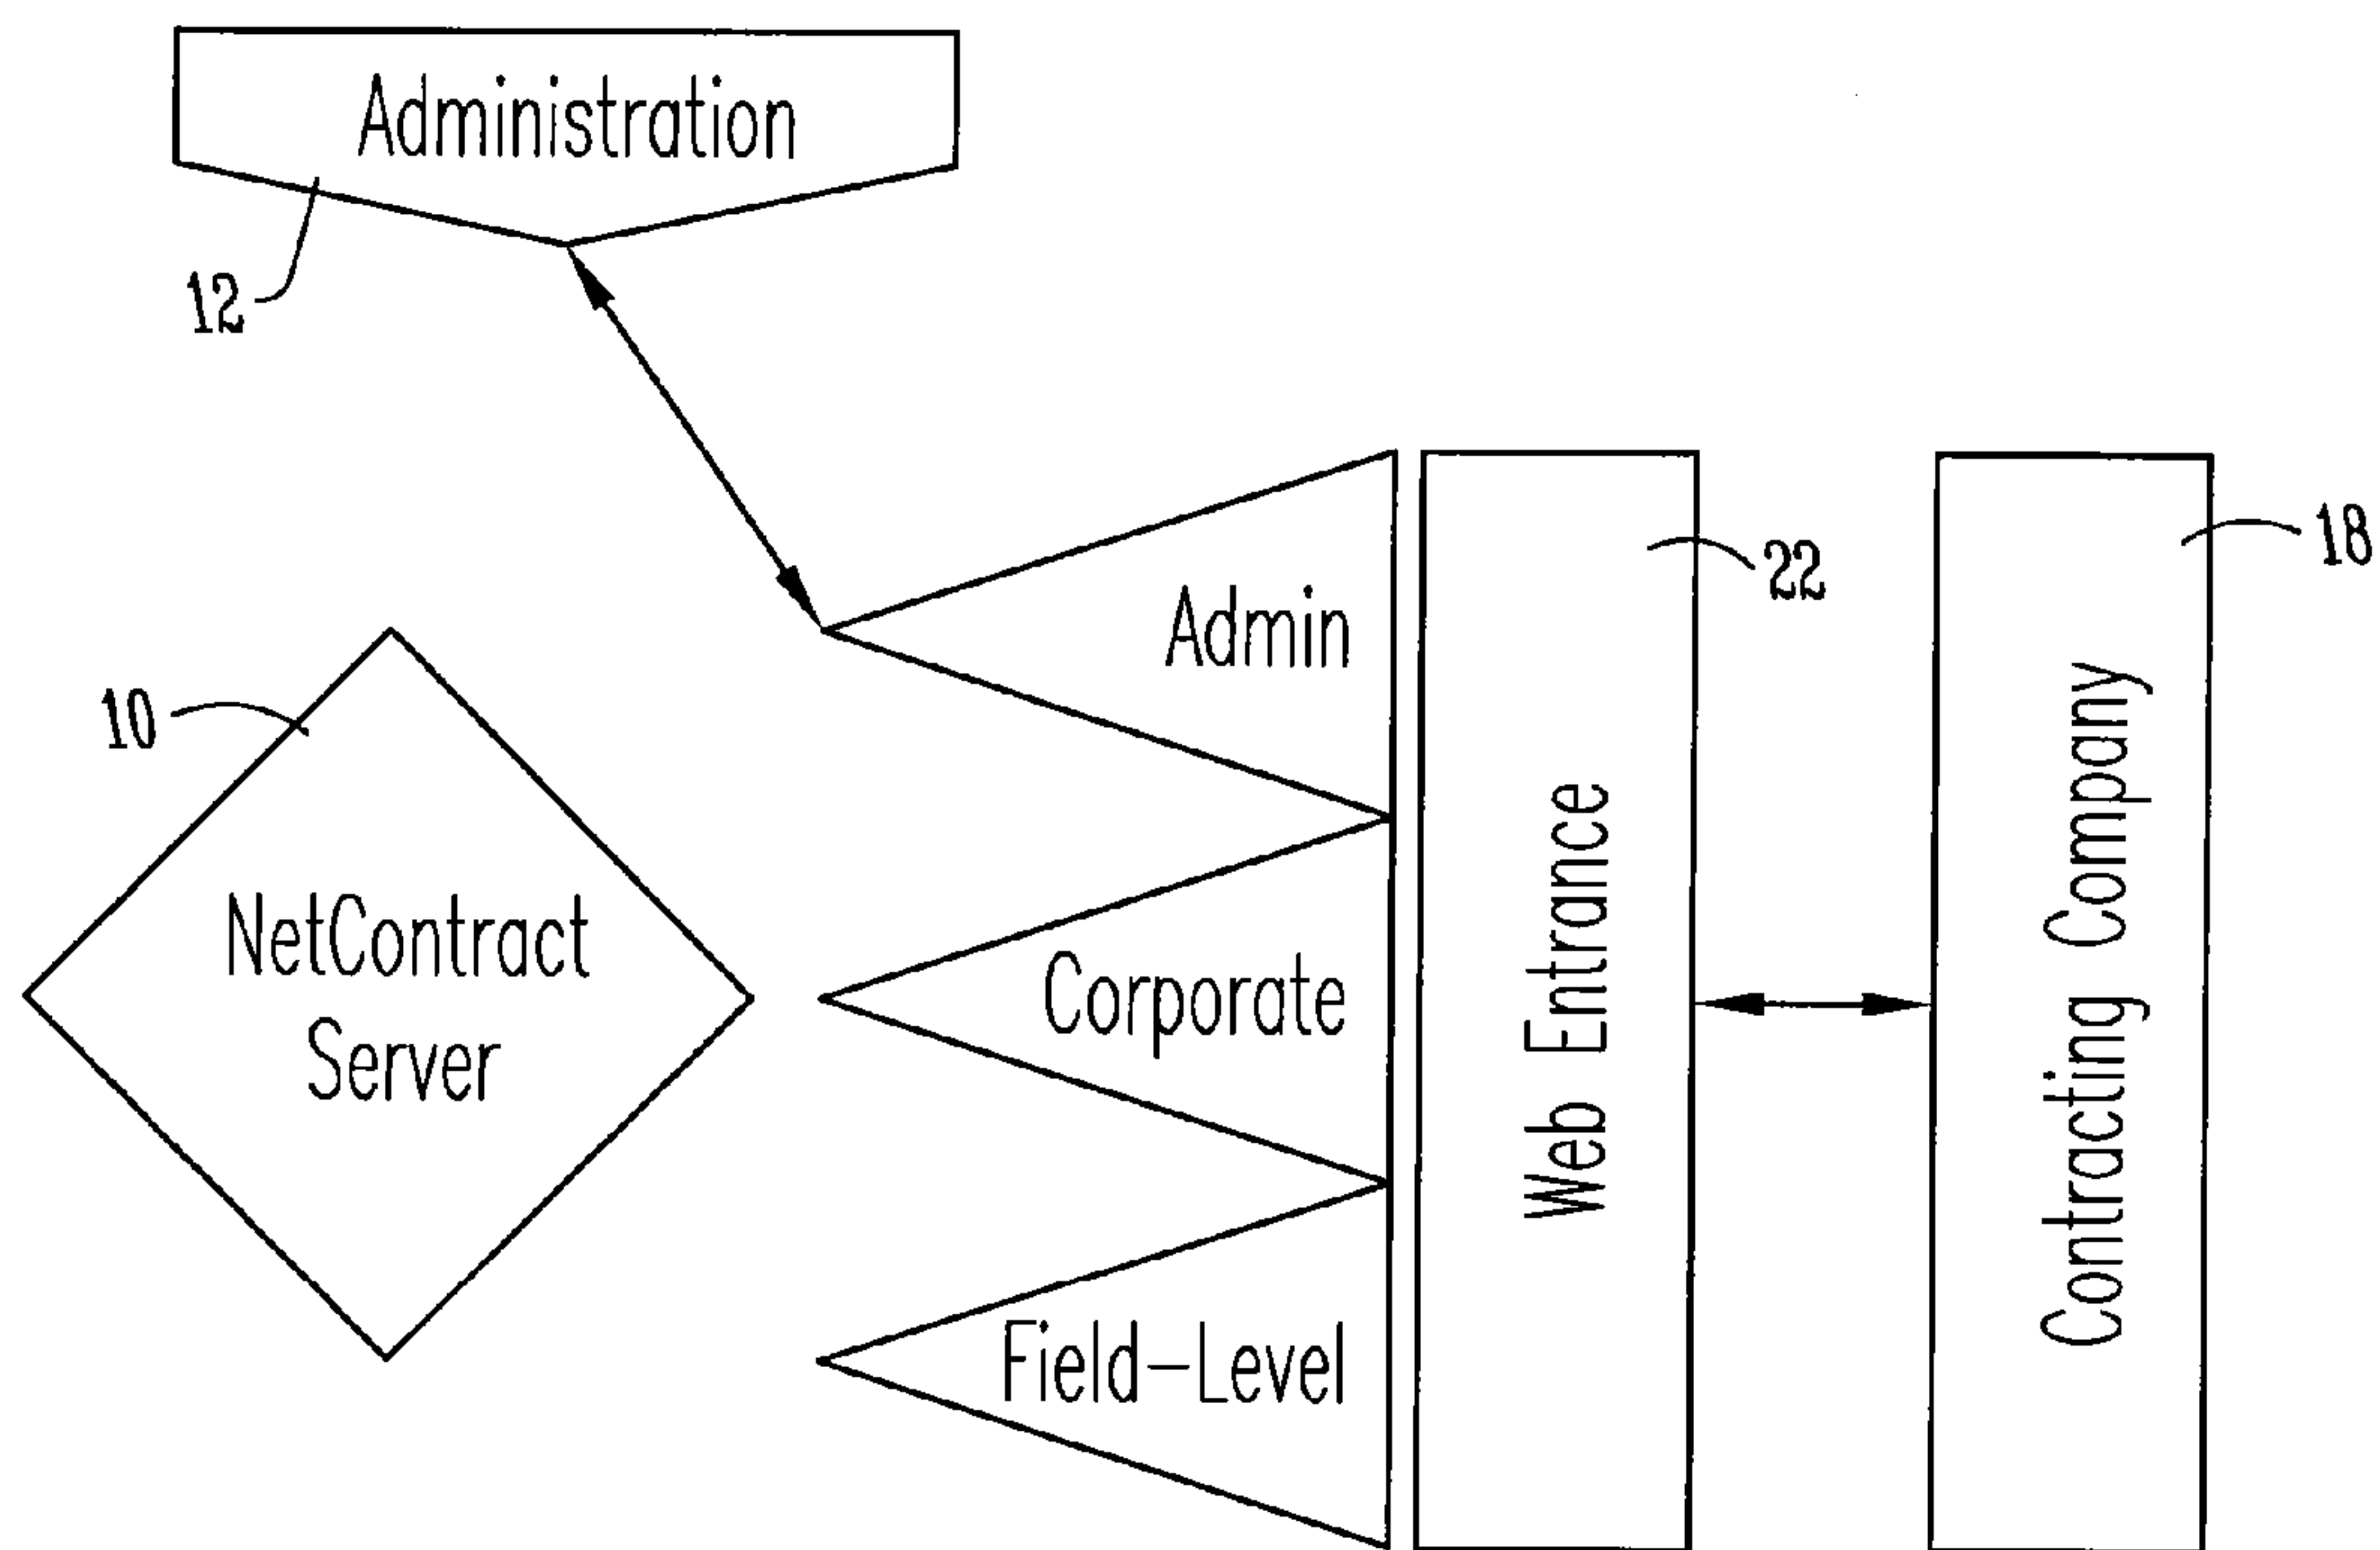 Administration
12
22
18
Admin
10
NetContract
Server
Corporate
Web Entrance
Contracting Company
Field-Level